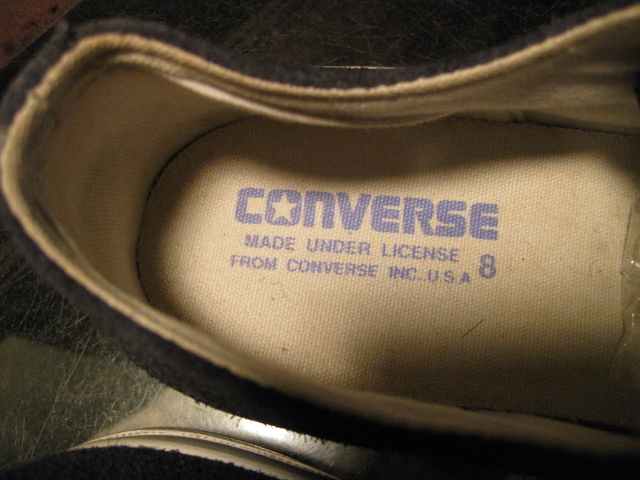 CONVERSE
MADE UNDER LICENSE
FROM CONVERSE INC..U.S.A 8